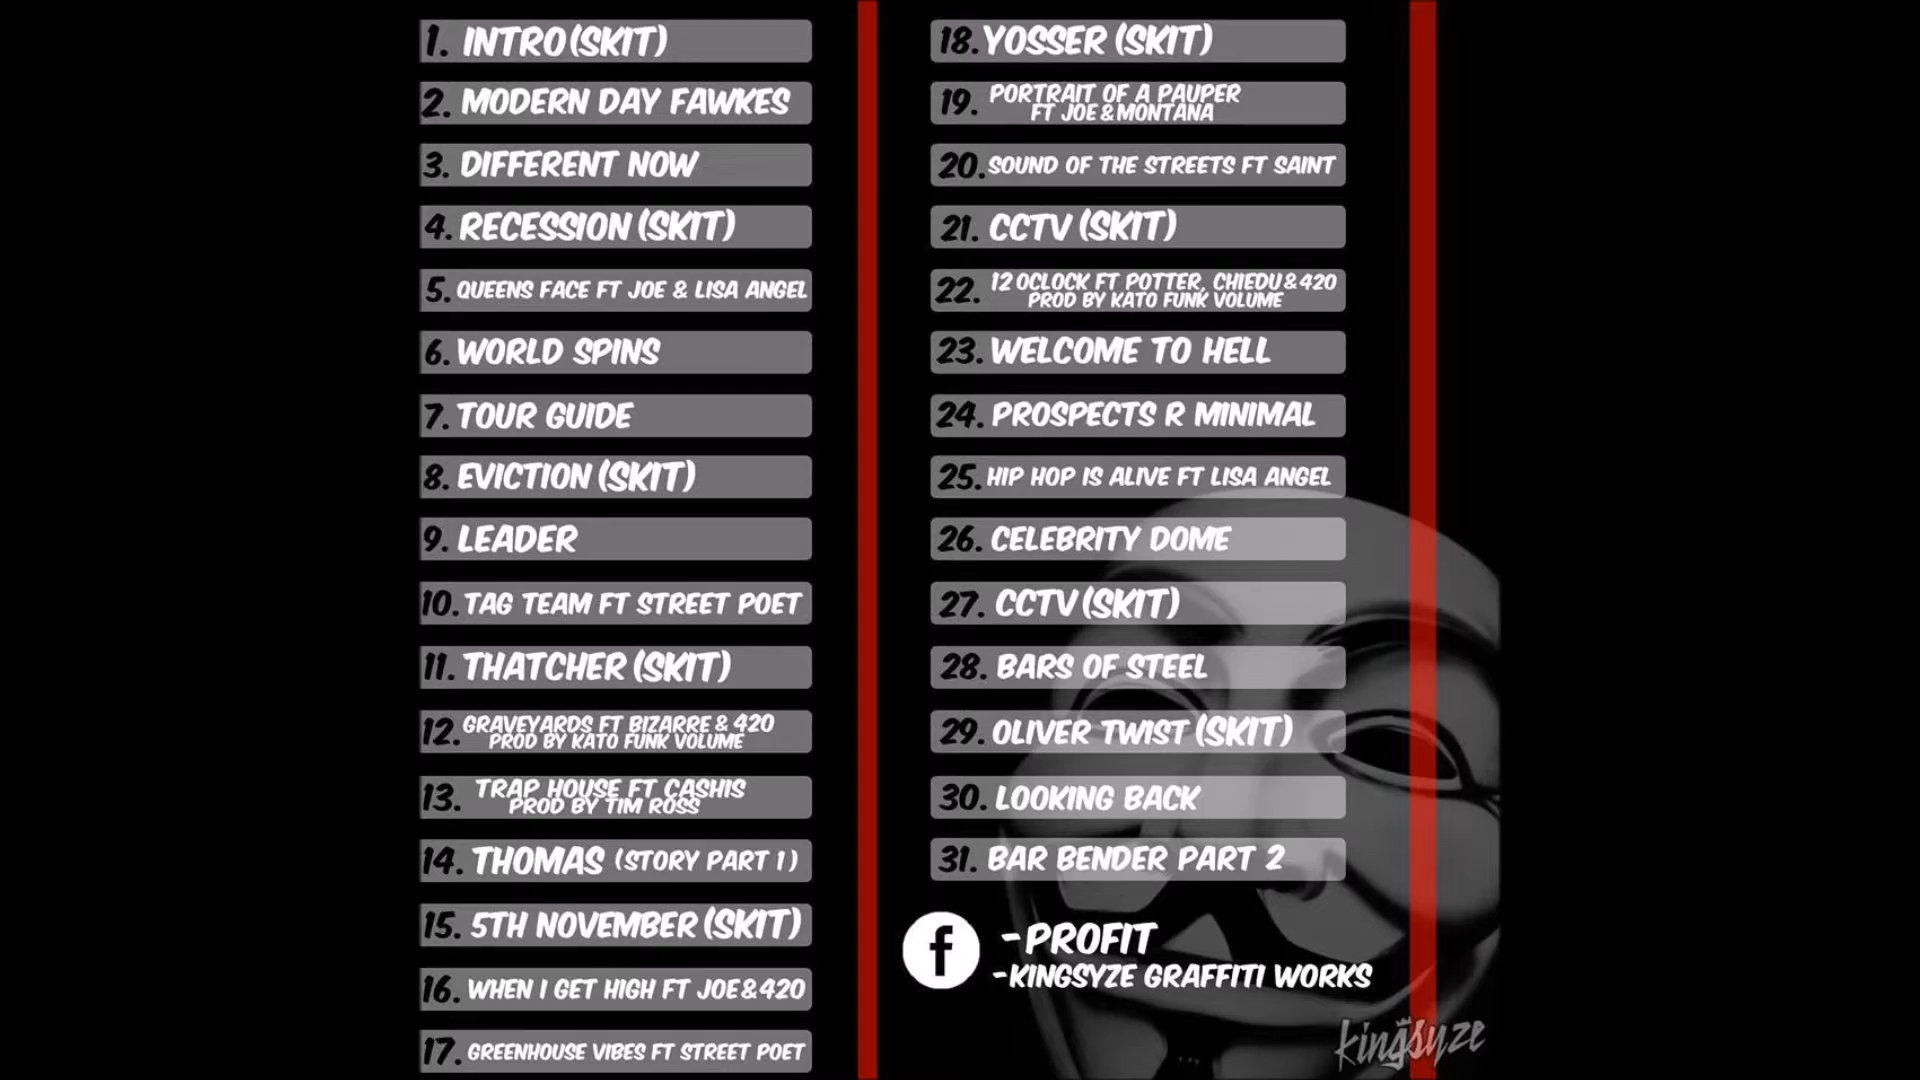 1. INTRO (SKIT)
2. MODERN DAY FAWKES
3. DIFFERENT NOW
4. RECESSION (SKIT)
5. QUEENS FACE FT JOE & LISA ANGEL
6. WORLD SPINS
7. TOUR GUIDE
8. EVICTION (SKIT)
9. LEADER
10. TAG TEAM FT STREET POET
11. THATCHER (SKIT)
12. GRAVEYARDS FT BIZARRE & 420
PROD BY KATO FUNK VOLUME
13. TRAP HOUSE FT CASHIS
PROD BY TIM ROSS
14. THOMAS (STORY PART 1)
15. 5TH NOVEMBER (SKIT)
16. WHEN I GET HIGH FT JOE & 420
17. GREENHOUSE VIBES FT STREET POET
18. YOSSER (SKIT)
19. PORTRAIT OF A PAUPER
FT JOE & MONTANA
20. SOUND OF THE STREETS FT SAINT
21. CCTV (SKIT)
22. 12 OCLOCK FT POTTER, CHIEDU & 420
PROD BY KATO FUNK VOLUME
23. WELCOME TO HELL
24. PROSPECTS R MINIMAL
25. HIP HOP IS ALIVE FT LISA ANGEL
26. CELEBRITY DOME
27. CCTV (SKIT)
28. BARS OF STEEL
29. OLIVER TWIST (SKIT)
30. LOOKING BACK
31. BAR BENDER PART 2
f
-PROFIT
-KINGSYZE GRAFFITI WORKS
kingsyze